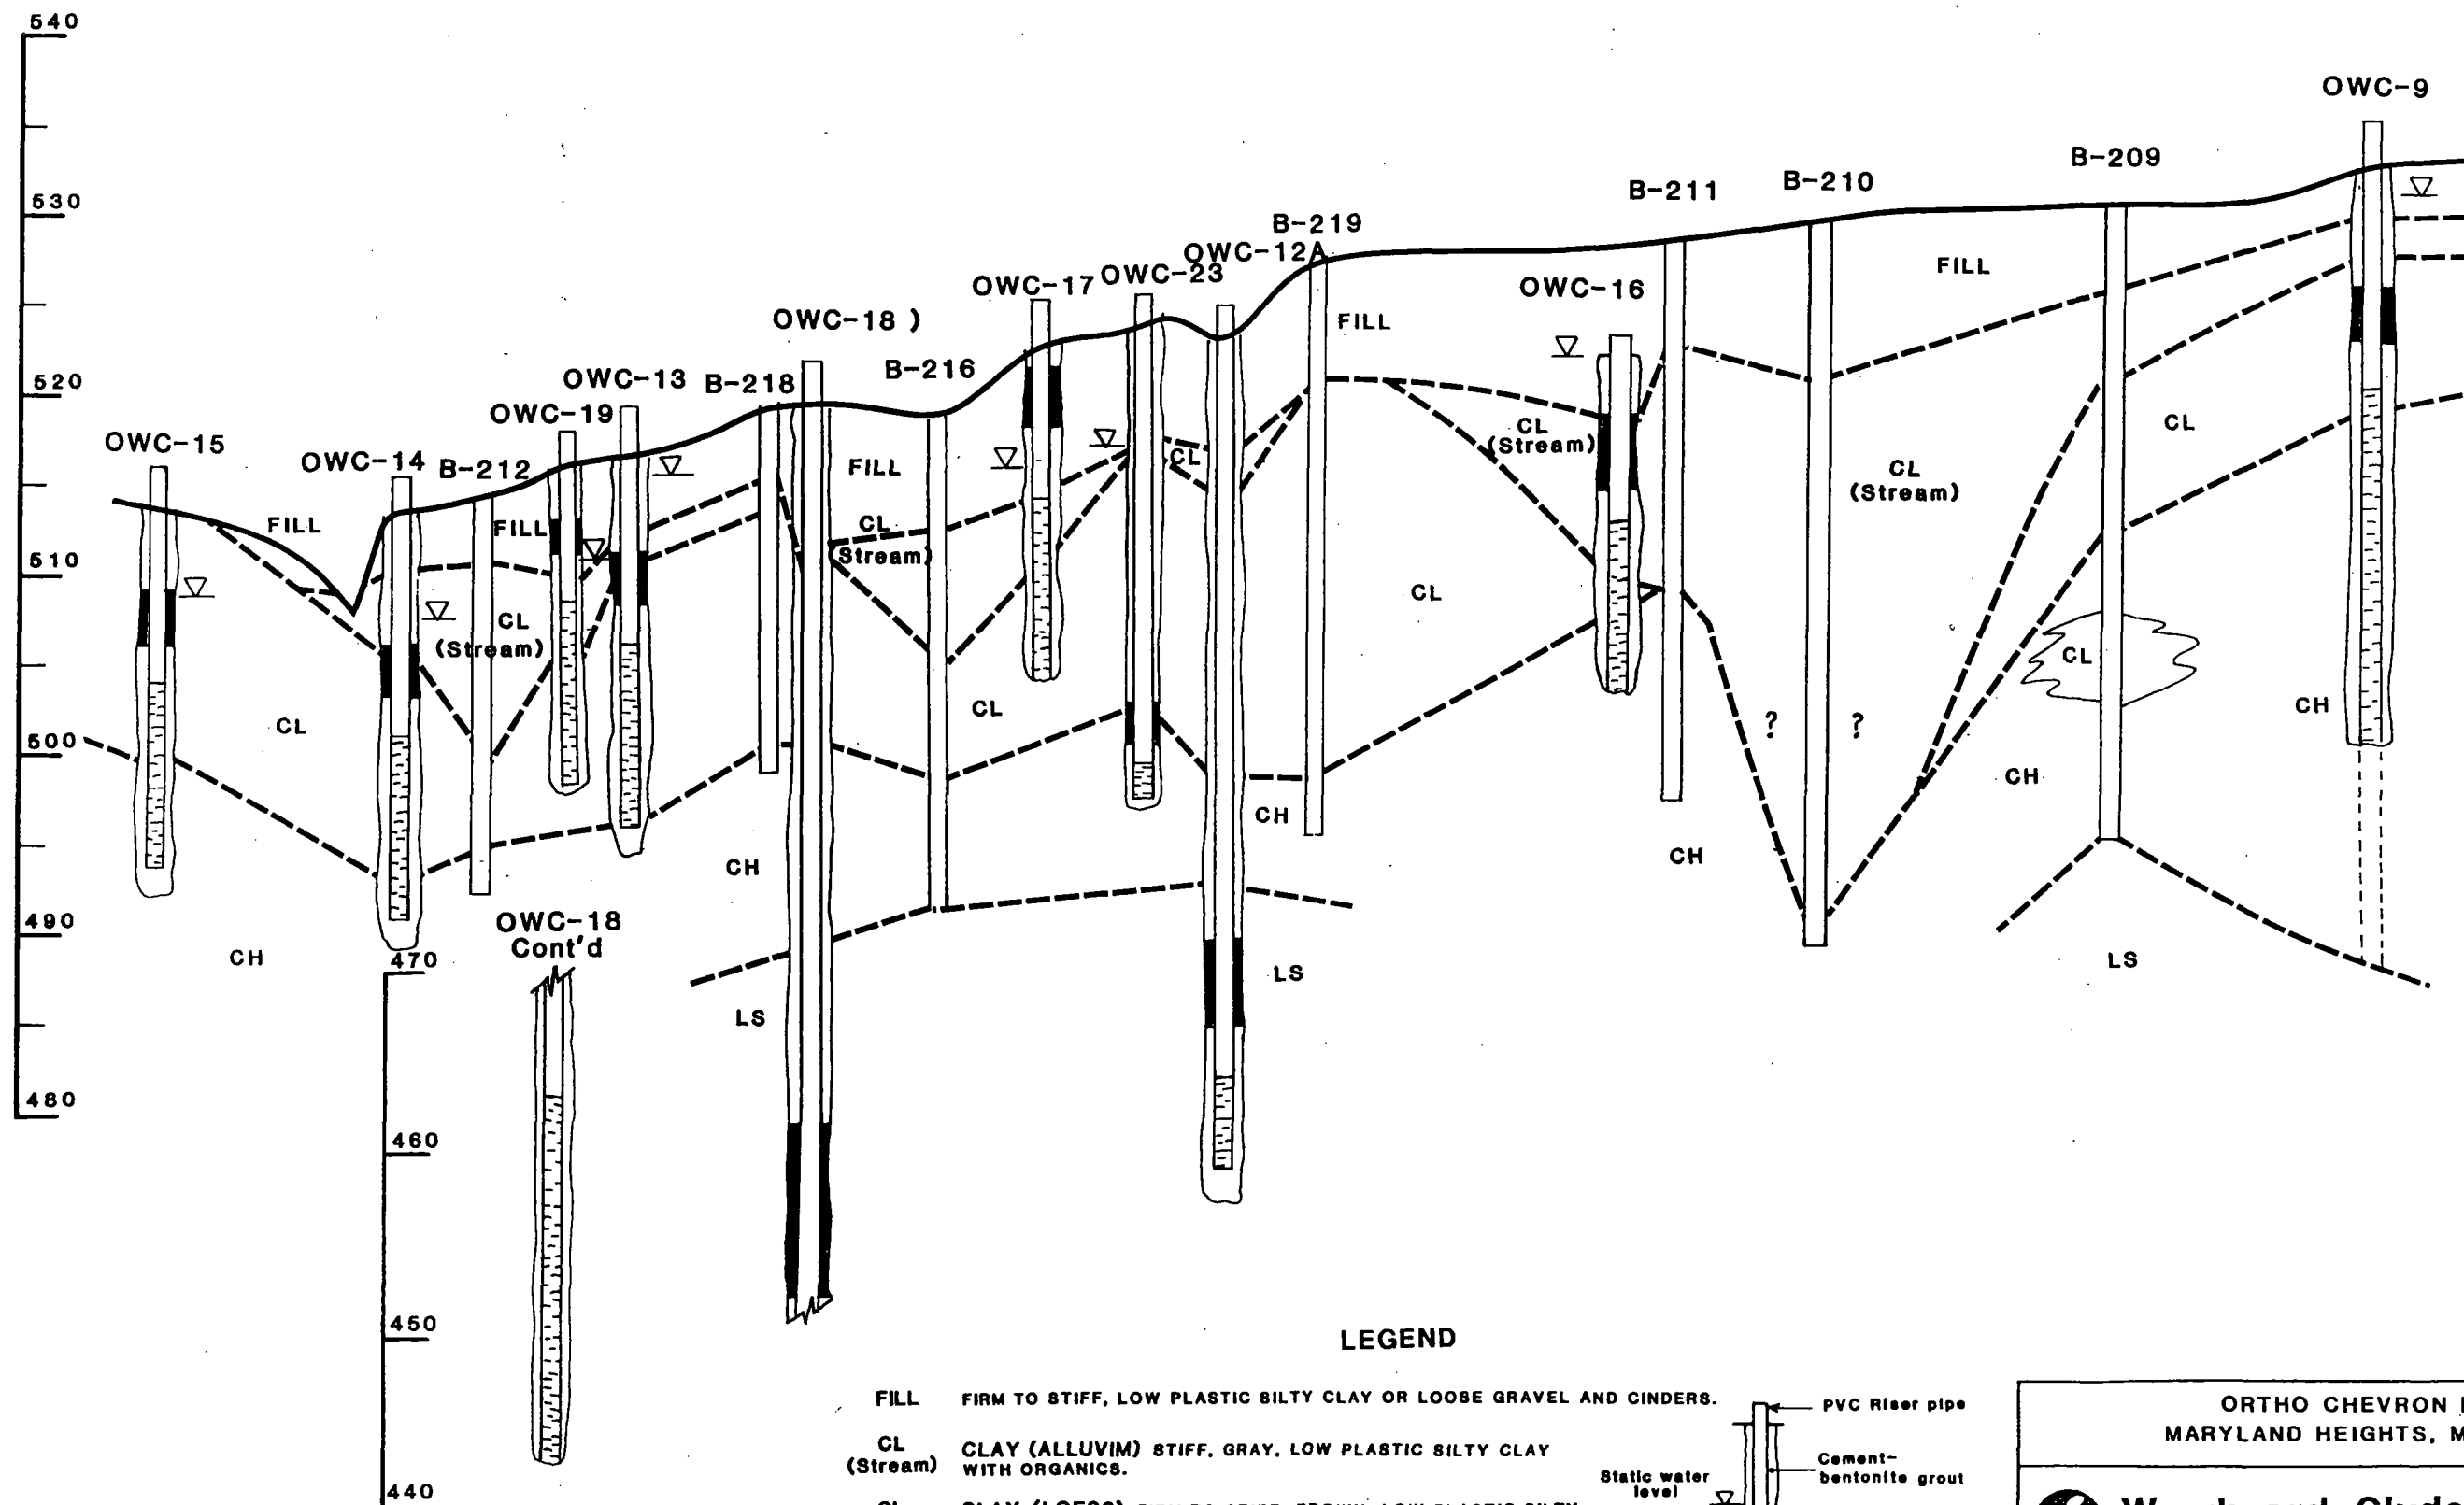 540
530
520
510
500
490
480
OWC-9
B-209
B-210
B-211
B-219
OWC-12A
OWC-23
OWC-17
OWC-16
OWC-18 )
B-216
B-218
OWC-13
OWC-19
OWC-15
OWC-14
B-212
FILL
FILL
FILL
FILL
FILL
CL
(Stream)
CL
(Stream)
CL
(Stream)
CL
Stream)
CL
CL
CL
CL
CL
CL
? ?
CH
CH
CH
CH
CH
CH
LS
LS
LS
OWC-18
Cont'd
470
460
450
440
LEGEND
FILL FIRM TO STIFF, LOW PLASTIC SILTY CLAY OR LOOSE GRAVEL AND CINDERS.
CL
(Stream)
CLAY (ALLUVIM) STIFF, GRAY, LOW PLASTIC SILTY CLAY
WITH ORGANICS.
PVC Riser pipe
Cement-
bentonite grout
Static water
level
ORTHO CHEVRON
MARYLAND HEIGHTS,